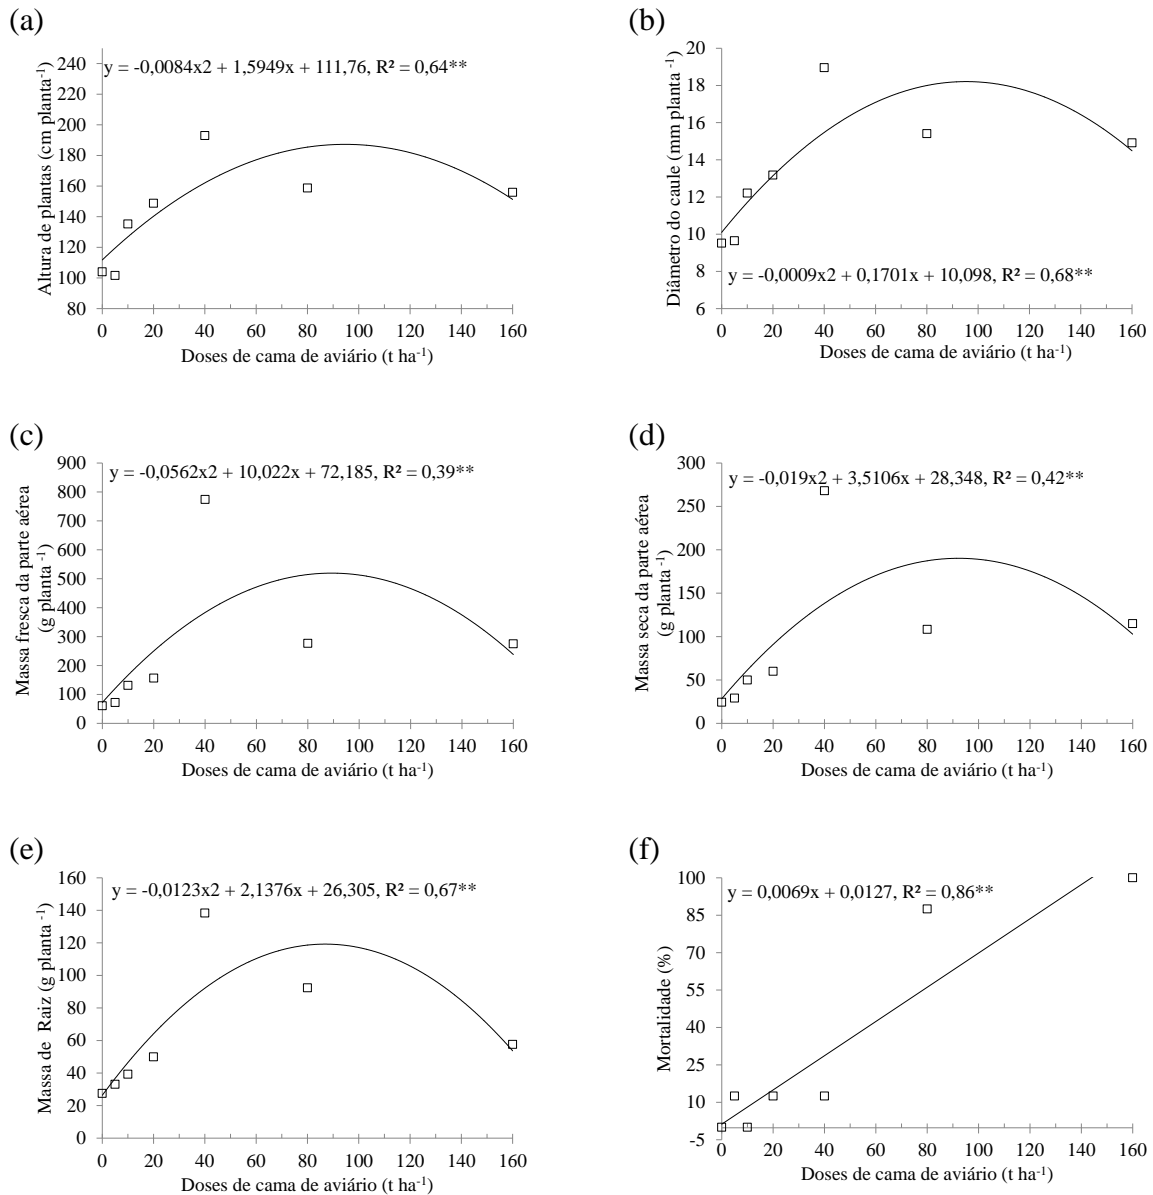 (a)
y = -0,0084x2 + 1,5949x + 111,76, R² = 0,64**
240
220
200
180
160
140
120
100
80
Altura de plantas (cm planta⁻¹)
0 20 40 60 80 100 120 140 160
Doses de cama de aviário (t ha⁻¹)
(b)
20
18
16
14
12
10
8
6
Diâmetro do caule (mm planta ⁻¹)
y = -0,0009x2 + 0,1701x + 10,098, R² = 0,68**
0 20 40 60 80 100 120 140 160
Doses de cama de aviário (t ha⁻¹)
(c)
y = -0,0562x2 + 10,022x + 72,185, R² = 0,39**
900
800
700
600
500
400
300
200
100
0
Massa fresca da parte aérea
(g planta ⁻¹)
0 20 40 60 80 100 120 140 160
Doses de cama de aviário (t ha⁻¹)
(d)
y = -0,019x2 + 3,5106x + 28,348, R² = 0,42**
300
250
200
150
100
50
0
Massa seca da parte aérea
(g planta ⁻¹)
0 20 40 60 80 100 120 140 160
Doses de cama de aviário (t ha⁻¹)
(e)
y = -0,0123x2 + 2,1376x + 26,305, R² = 0,67**
160
140
120
100
80
60
40
20
0
Massa de Raiz (g planta ⁻¹)
0 20 40 60 80 100 120 140 160
Doses de cama de aviário (t ha⁻¹)
(f)
y = 0,0069x + 0,0127, R² = 0,86**
100
85
70
55
40
25
10
-5
Mortalidade (%)
0 20 40 60 80 100 120 140 160
Doses de cama de aviário (t ha⁻¹)